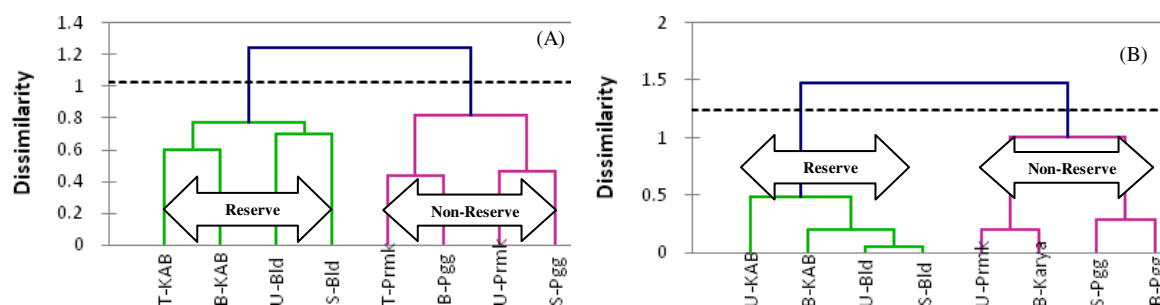 Dissimilarity
1.4
1.2
1
0.8
0.6
0.4
0.2
0
(A)
Reserve
Non-Reserve
T-KAB
B-KAB
U-Bld
S-Bld
T-Prmk
B-Pgg
U-Prmk
S-Pgg
Dissimilarity
2
1.5
1
0.5
0
(B)
Reserve
Non-Reserve
U-KAB
B-KAB
U-Bld
S-Bld
U-Prmk
B-Karya
S-Pgg
B-Pgg